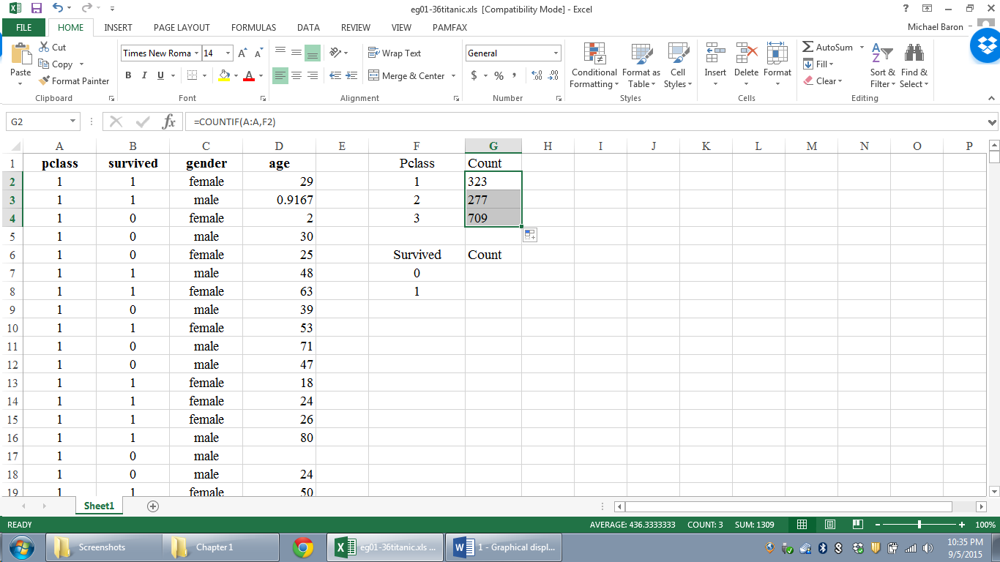 eg01-36titanic.xls [Compatibility Mode] - Excel
FILE HOME INSERT PAGE LAYOUT FORMULAS DATA REVIEW VIEW PAMFAX Michael Baron
Paste Cut Copy Format Painter Clipboard
Times New Roma 14 A A B I U A Font
Wrap Text Merge & Center Alignment
General $ % , Number
Conditional Formatting Format as Table Cell Styles Styles
Insert Delete Format Cells
AutoSum Fill Clear Sort & Filter Find & Select Editing
G2 fx =COUNTIF(A:A,F2)
A B C D E F G H I J K L M N O P
1 pclass survived gender age Pclass Count
2 1 1 female 29 1 323
3 1 1 male 0.9167 2 277
4 1 0 female 2 3 709
5 1 0 male 30
6 1 0 female 25 Survived Count
7 1 1 male 48 0
8 1 1 female 63 1
9 1 0 male 39
10 1 1 female 53
11 1 0 male 71
12 1 0 male 47
13 1 1 female 18
14 1 1 female 24
15 1 1 female 26
16 1 1 male 80
17 1 0 male
18 1 0 male 24
19 1 1 female 50
Sheet1
READY AVERAGE: 436.3333333 COUNT: 3 SUM: 1309 100%
Screenshots Chapter 1 eg01-36titanic.xls ... 1 - Graphical displ... 10:35 PM
9/5/2015